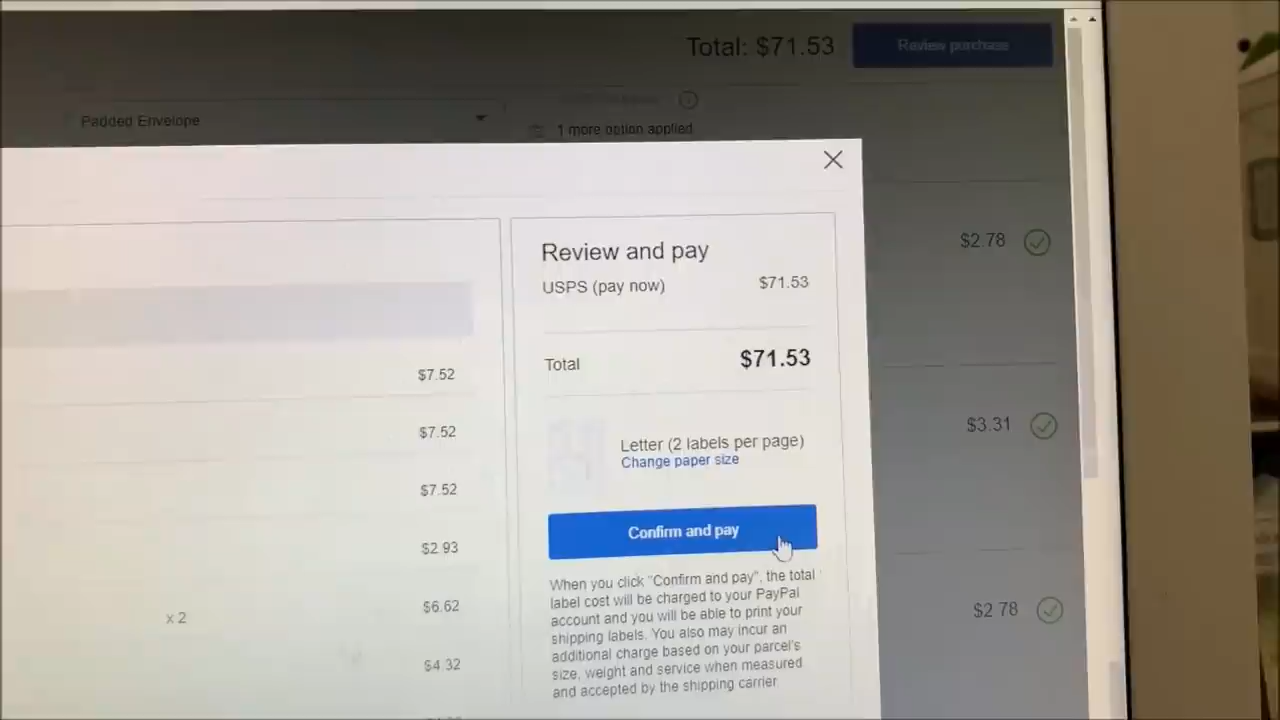 Total: $71.53
Review purchase
Padded Envelope
1 more option applied
Review and pay
USPS (pay now)
$71.53
Total
$71.53
Letter (2 labels per page)
Change paper size
Confirm and pay
When you click "Confirm and pay", the total
label cost will be charged to your PayPal
account and you will be able to print your
shipping labels. You also may incur an
additional charge based on your parcel's
size, weight and service when measured
and accepted by the shipping carrier.
$7.52
$7.52
$7.52
$2.93
x 2
$6.62
$4.32
$2.78
$3.31
$2.78